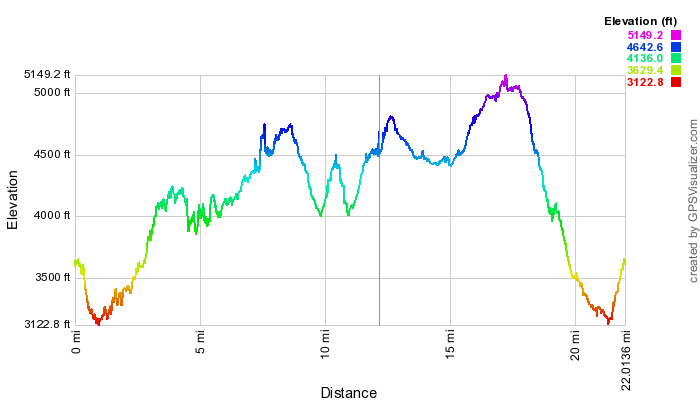 Elevation (ft)
5149.2
4642.6
4136.0
3629.4
3122.8
5149.2 ft
5000 ft
4500 ft
4000 ft
3500 ft
3122.8 ft
Elevation
0 mi
5 mi
10 mi
15 mi
20 mi
22.0136 mi
Distance
created by GPSVisualizer.com